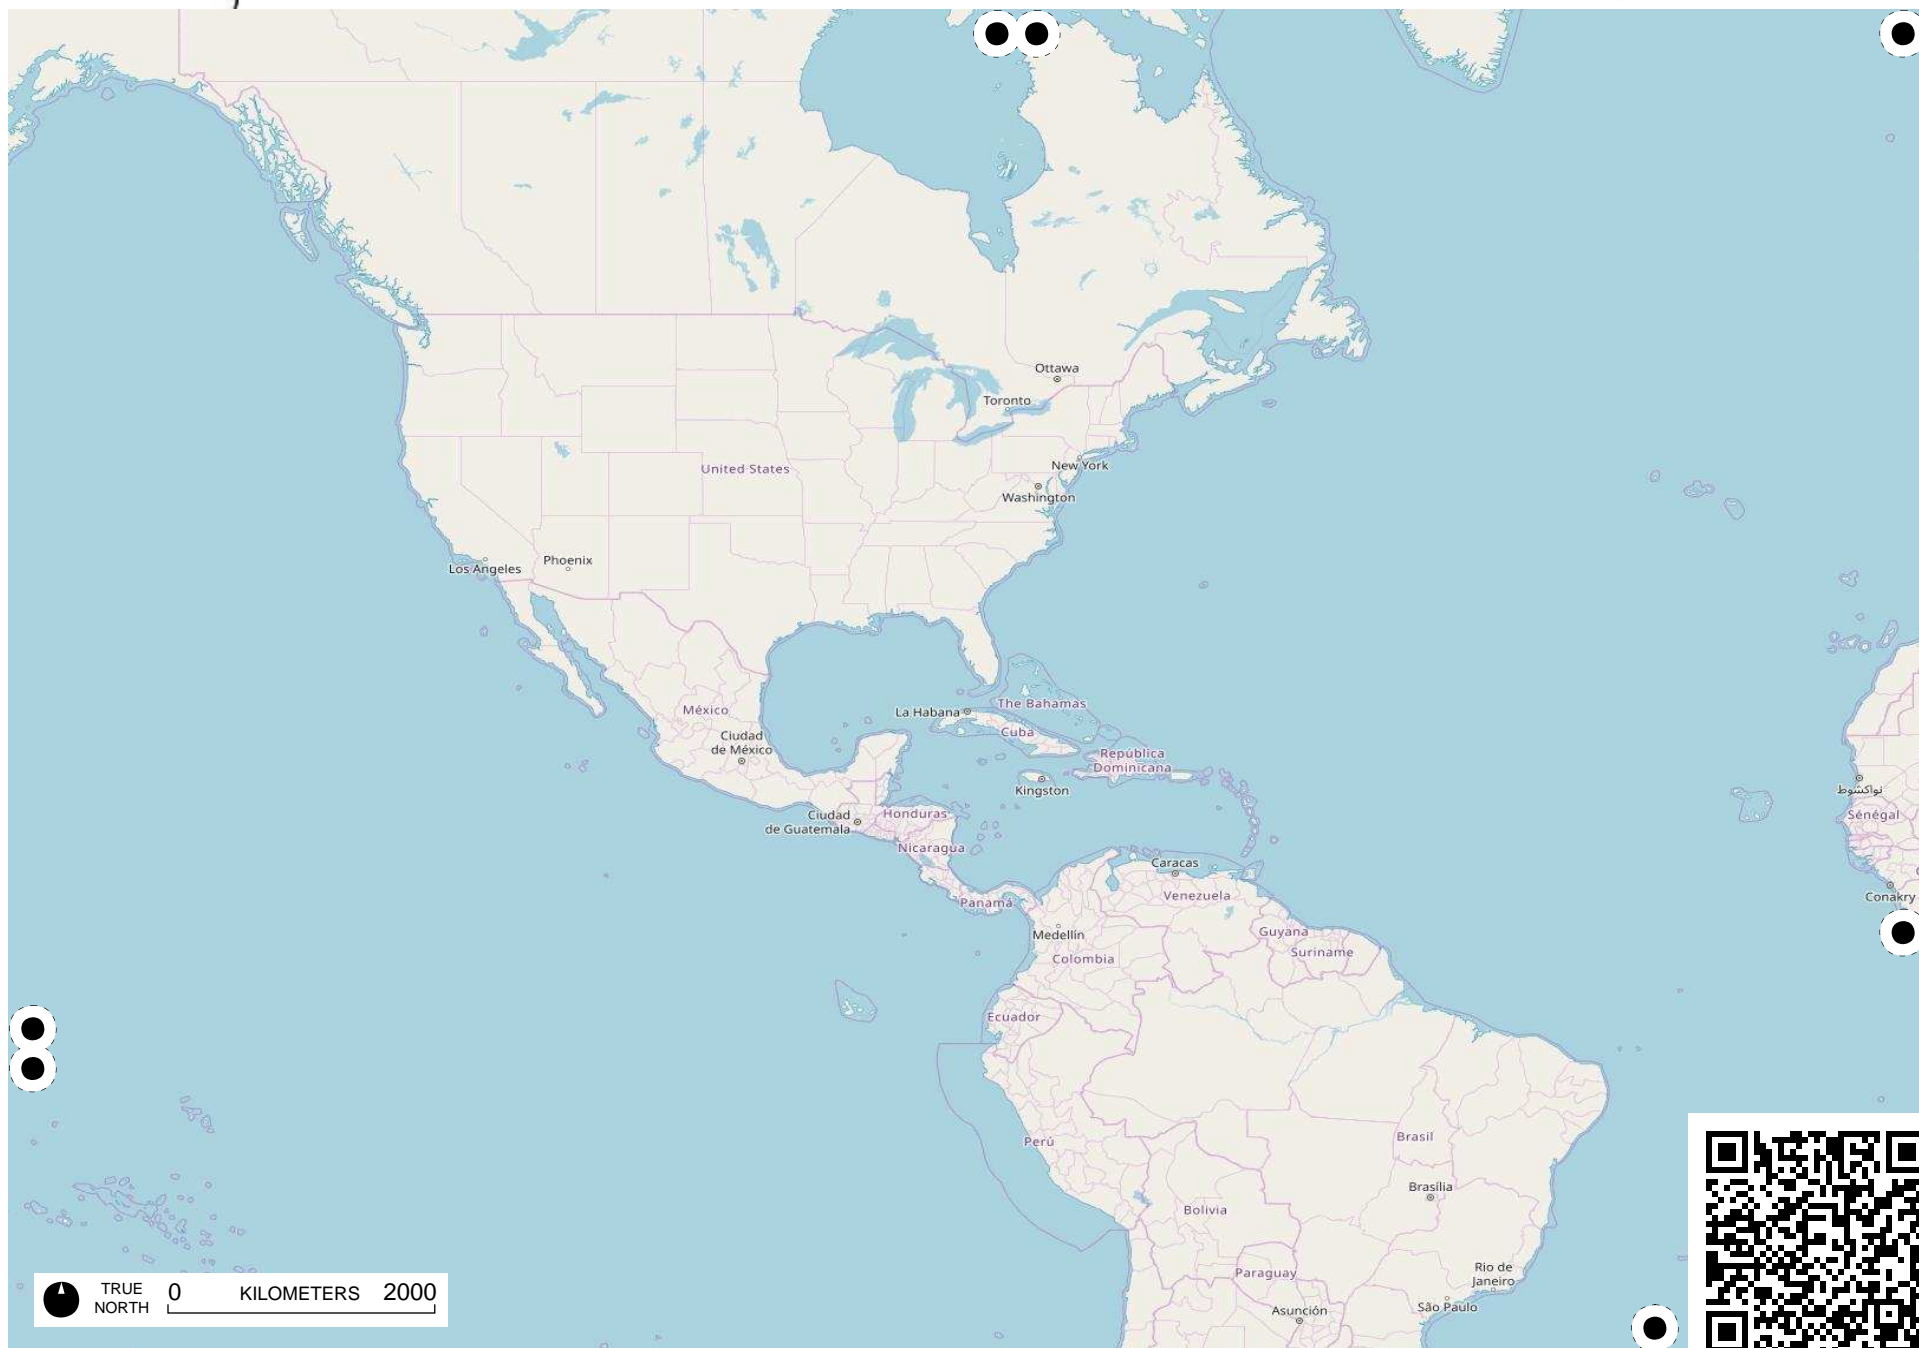 Ottawa
Toronto
New York
United States
Washington
Los Angeles
Phoenix
México
La Habana
The Bahamas
Cuba
Ciudad
de México
República
Dominicana
Kingston
نواكشوط
Ciudad
de Guatemala
Honduras
Sénégal
Nicaragua
Caracas
Venezuela
Conakry
Panamá
Medellín
Colombia
Guyana
Suriname
Ecuador
Perú
Brasil
Brasília
Bolivia
Paraguay
Rio de
Janeiro
São Paulo
Asunción
TRUE
NORTH
0 KILOMETERS 2000